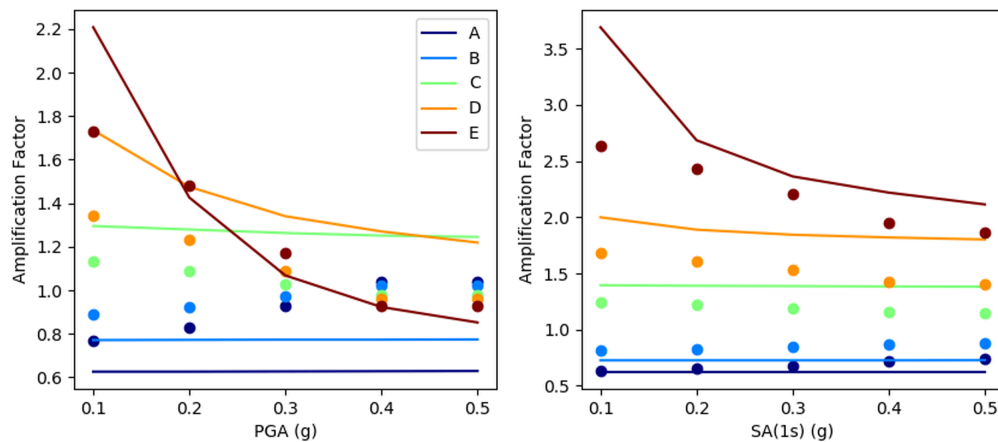 2.2
2.0
1.8
1.6
1.4
1.2
1.0
0.8
0.6
Amplification Factor
0.1 0.2 0.3 0.4 0.5
PGA (g)
A
B
C
D
E
3.5
3.0
2.5
2.0
1.5
1.0
0.5
Amplification Factor
0.1 0.2 0.3 0.4 0.5
SA(1s) (g)